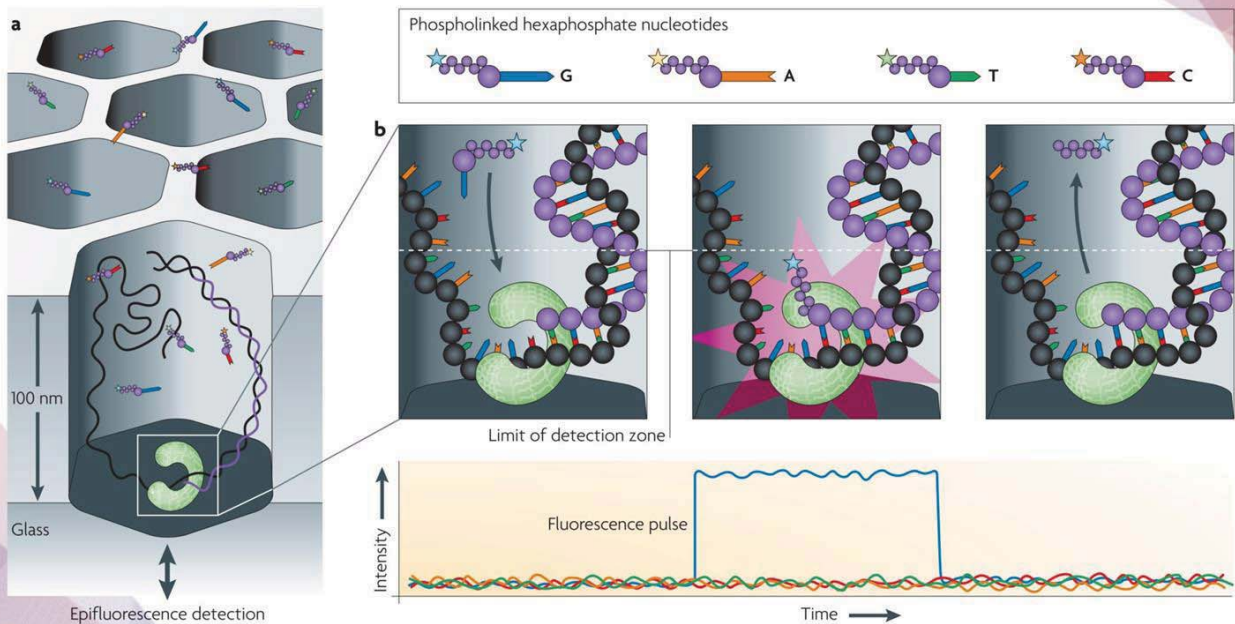 a
Phospholinked hexaphosphate nucleotides
G A T C
b
100 nm
Limit of detection zone
Glass
Intensity
Fluorescence pulse
Time
Epifluorescence detection